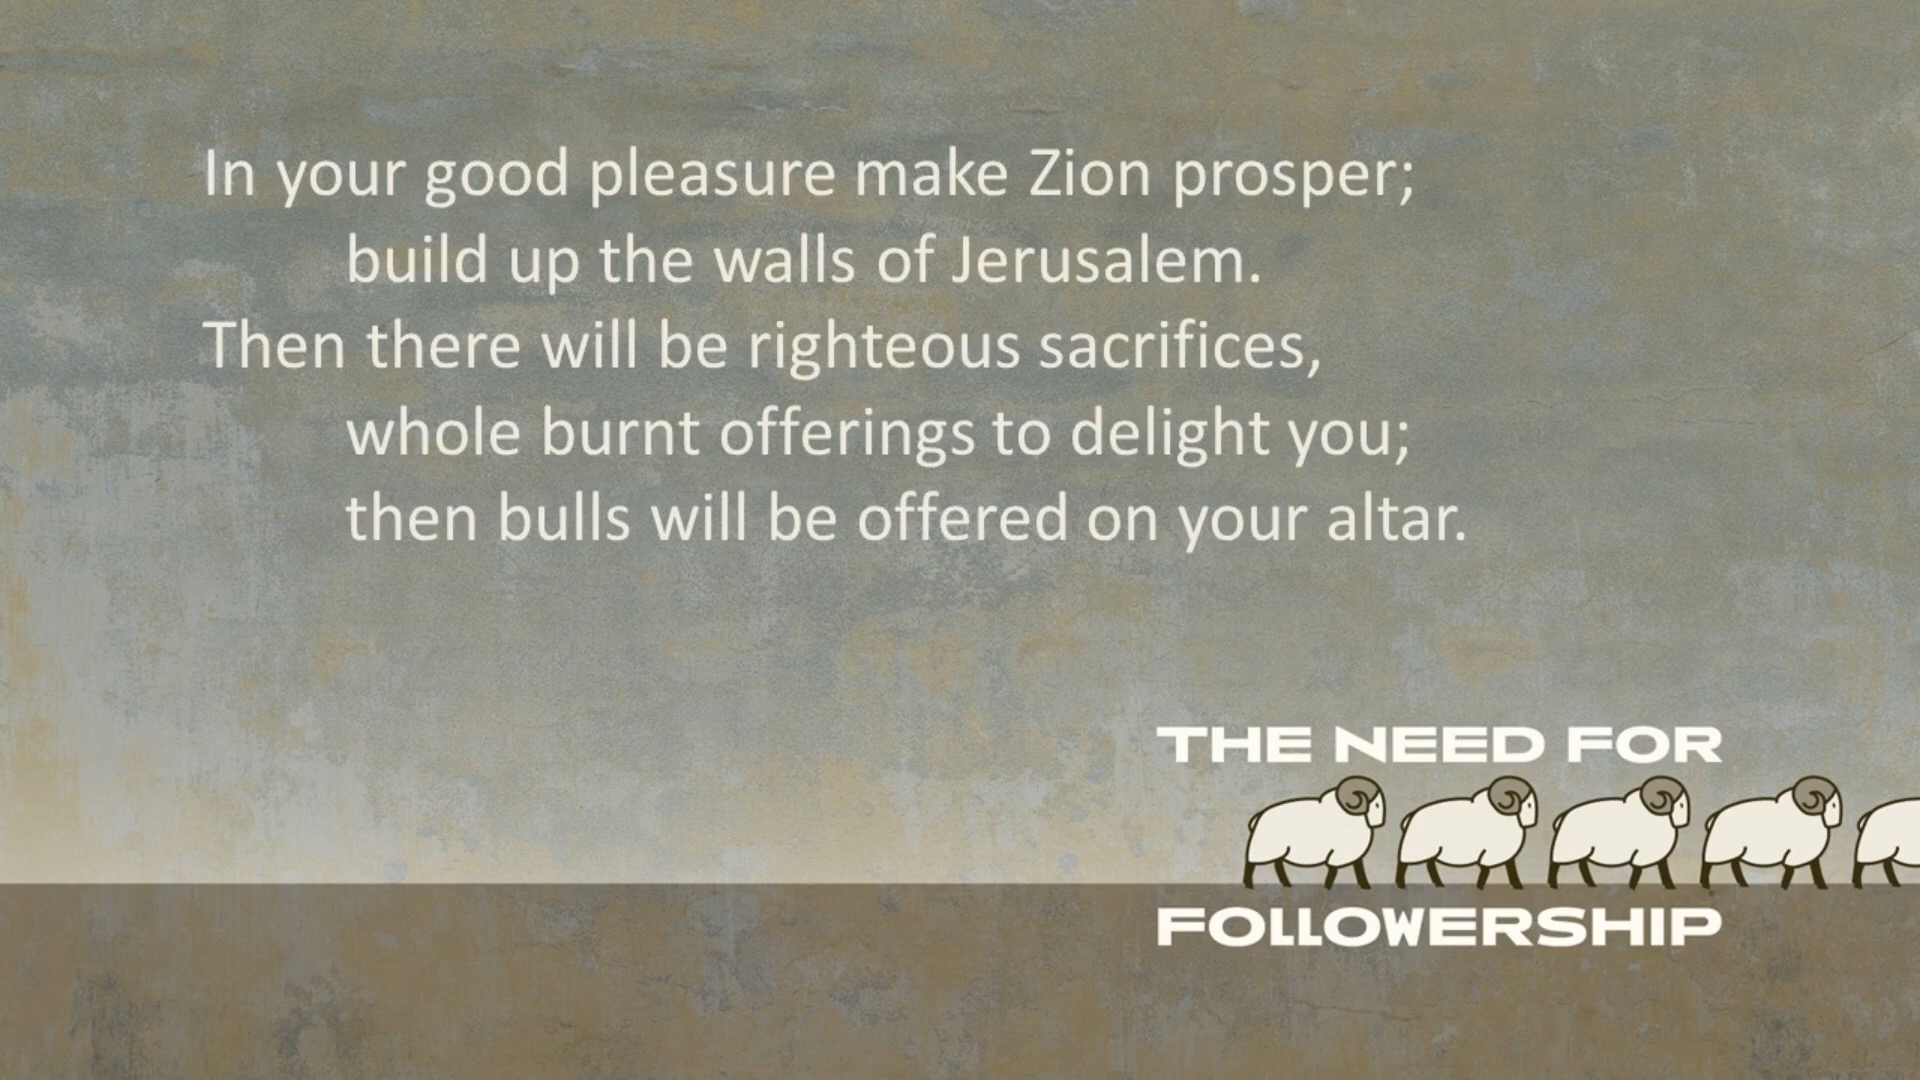 In your good pleasure make Zion prosper;
build up the walls of Jerusalem.
Then there will be righteous sacrifices,
whole burnt offerings to delight you;
then bulls will be offered on your altar.
THE NEED FOR
FOLLOWERSHIP